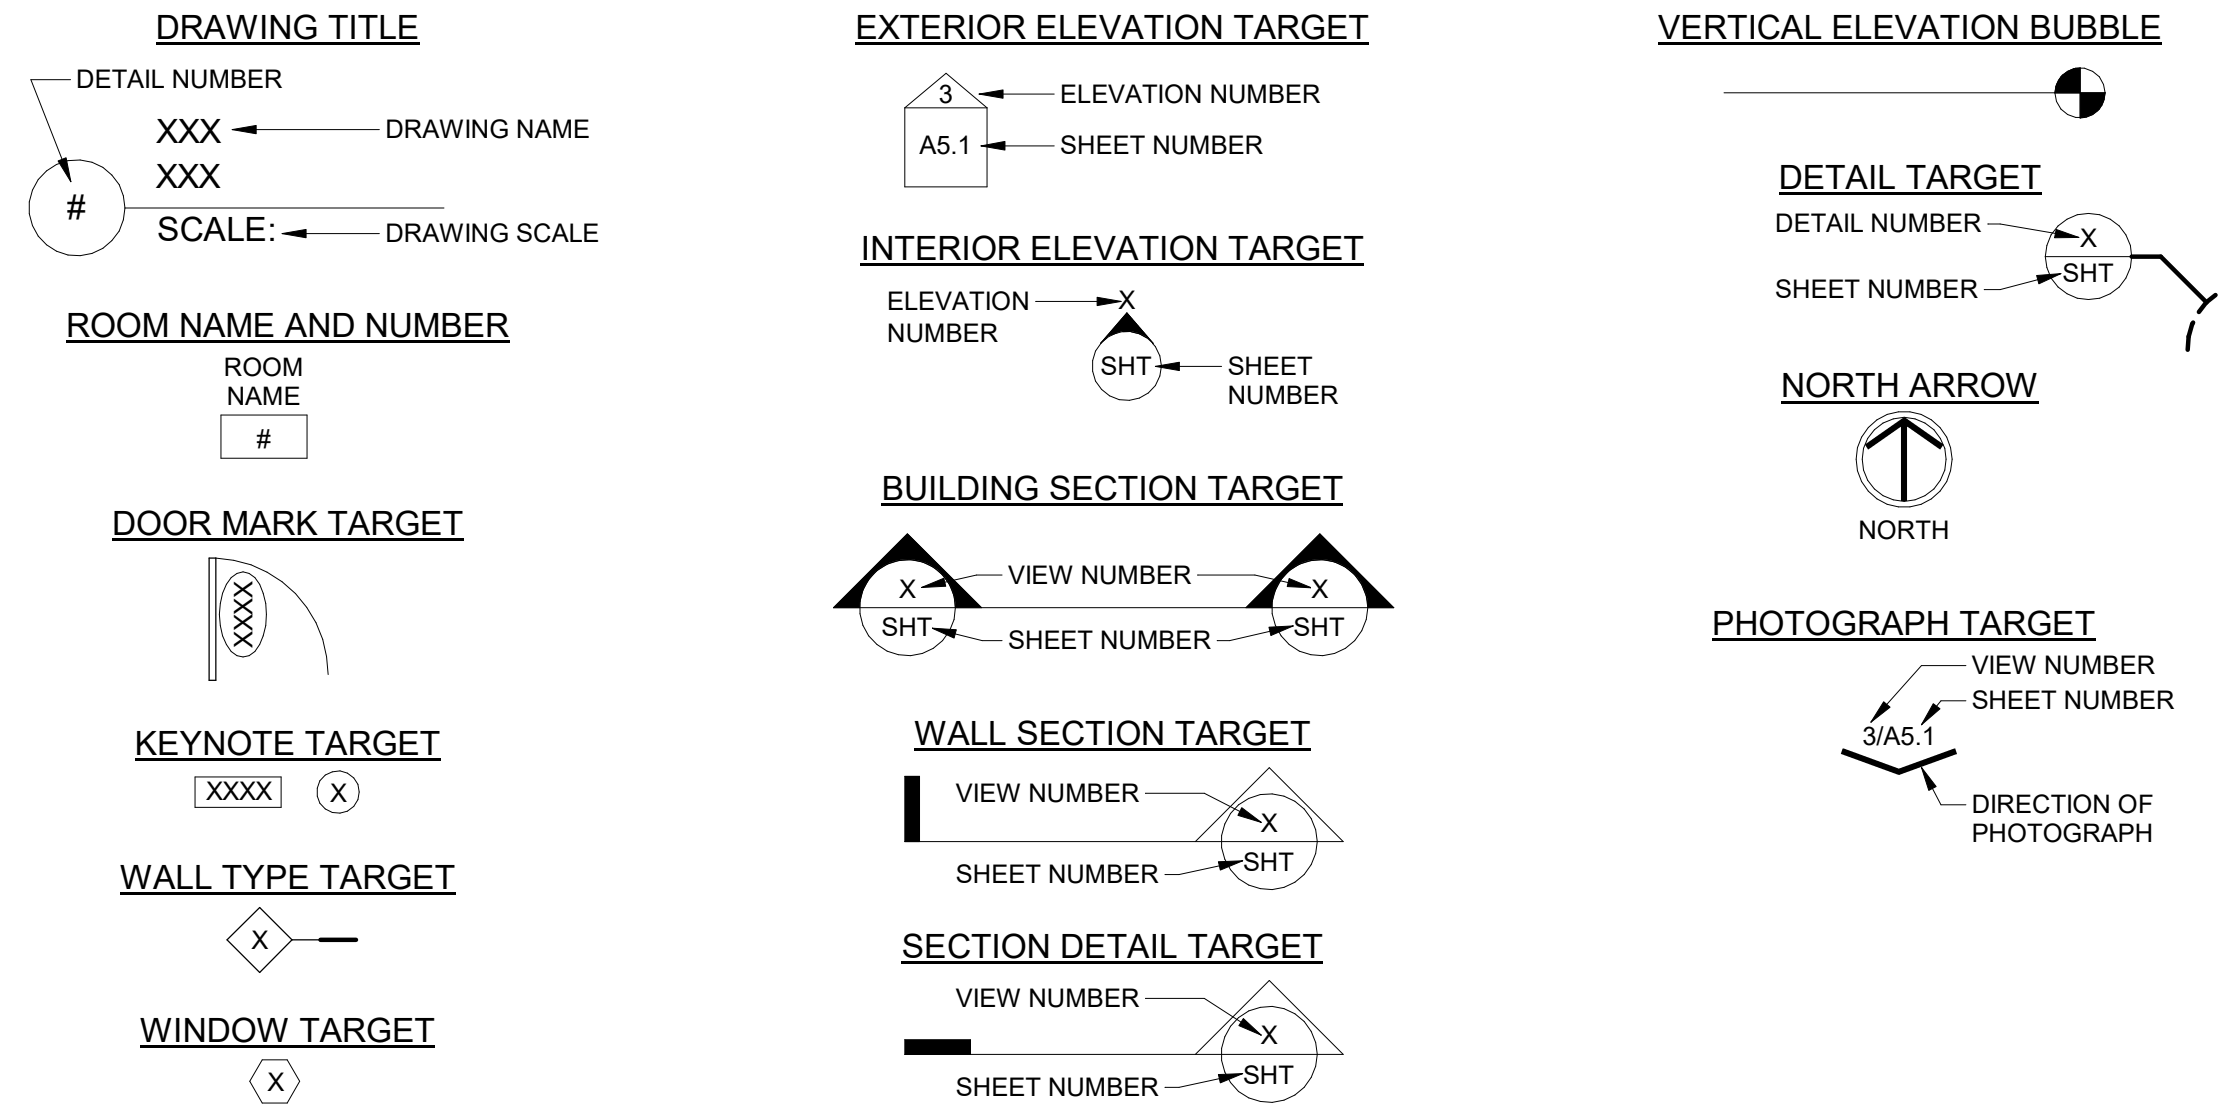 DRAWING TITLE
DETAIL NUMBER
XXX
DRAWING NAME
XXX
#
SCALE:
DRAWING SCALE
ROOM NAME AND NUMBER
ROOM
NAME
#
DOOR MARK TARGET
XXXX
KEYNOTE TARGET
XXXX
X
WALL TYPE TARGET
X
WINDOW TARGET
X
EXTERIOR ELEVATION TARGET
3
ELEVATION NUMBER
A5.1
SHEET NUMBER
INTERIOR ELEVATION TARGET
ELEVATION
NUMBER
X
SHT
SHEET
NUMBER
BUILDING SECTION TARGET
X
VIEW NUMBER
X
SHT
SHEET NUMBER
SHT
WALL SECTION TARGET
VIEW NUMBER
X
SHEET NUMBER
SHT
SECTION DETAIL TARGET
VIEW NUMBER
X
SHEET NUMBER
SHT
VERTICAL ELEVATION BUBBLE
DETAIL TARGET
DETAIL NUMBER
X
SHEET NUMBER
SHT
NORTH ARROW
NORTH
PHOTOGRAPH TARGET
VIEW NUMBER
SHEET NUMBER
3/A5.1
DIRECTION OF
PHOTOGRAPH